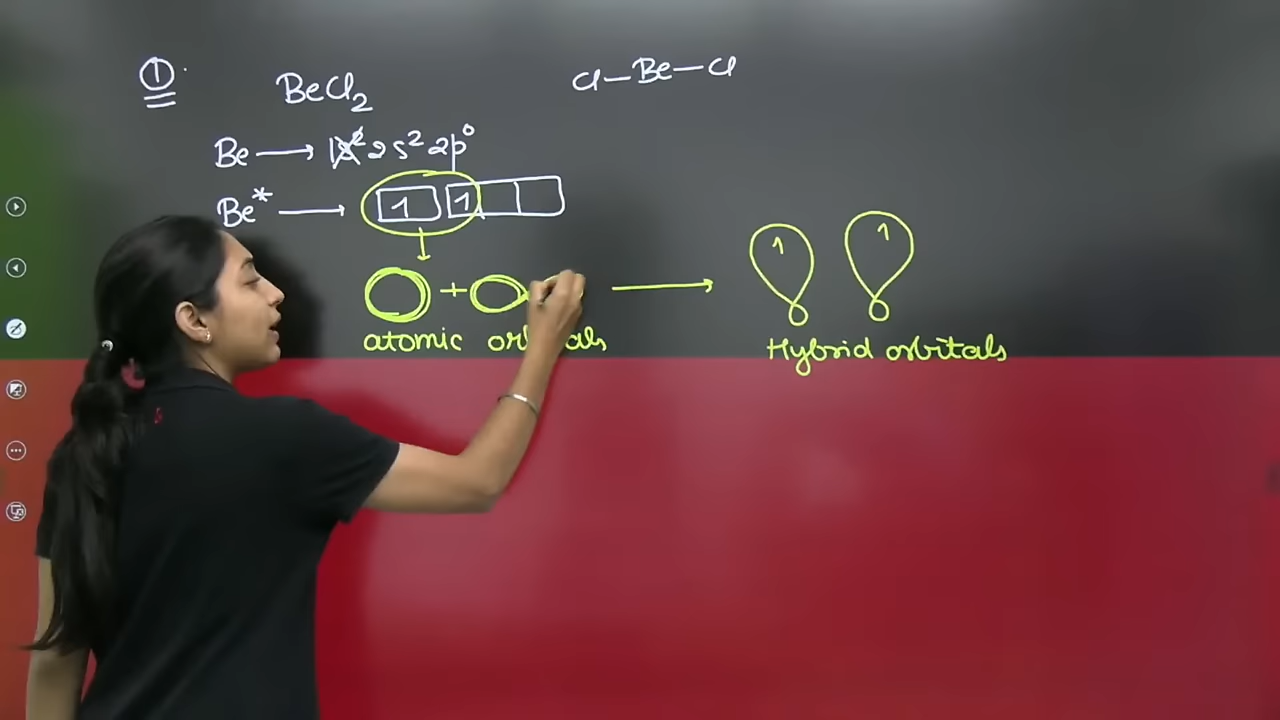 ① BeCl₂ Cl—Be—Cl
Be ⟶ 1s² 2s² 2p⁰
Be* ⟶ 1 1
+ ⟶ 1 1
atomic orbitals Hybrid orbitals